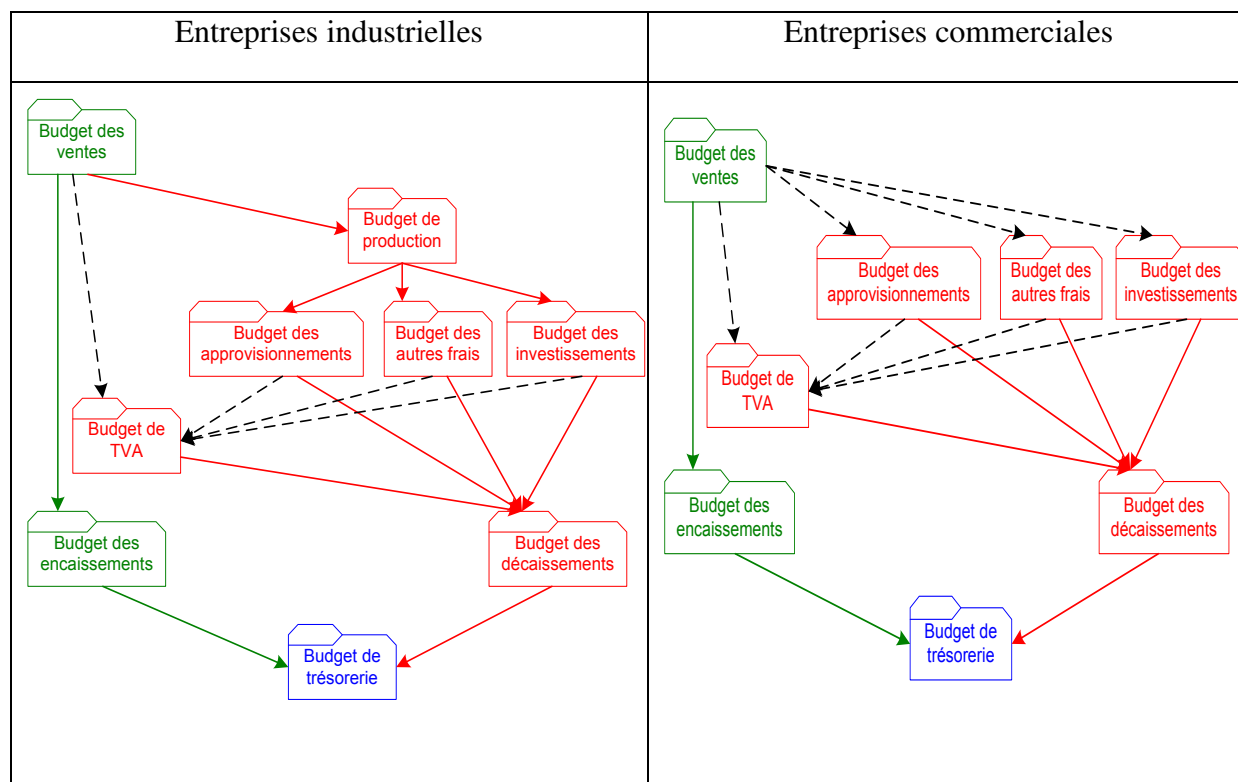 Entreprises industrielles
Budget des
ventes
Budget de
production
Budget des
approvisionnements
Budget des
autres frais
Budget des
investissements
Budget de
TVA
Budget des
encaissements
Budget des
décaissements
Budget de
trésorerie
Entreprises commerciales
Budget des
ventes
Budget des
approvisionnements
Budget des
autres frais
Budget des
investissements
Budget de
TVA
Budget des
encaissements
Budget des
décaissements
Budget de
trésorerie